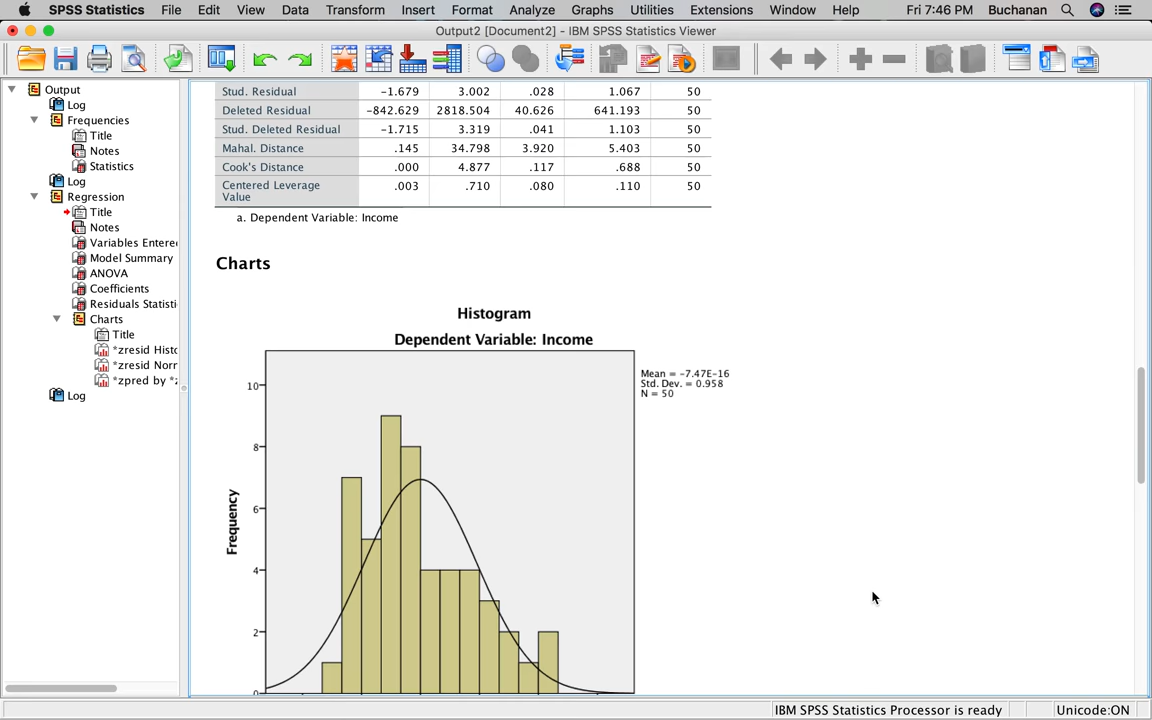 SPSS Statistics File Edit View Data Transform Insert Format Analyze Graphs Utilities Extensions Window Help Fri 7:46 PM Buchanan
Output2 [Document2] - IBM SPSS Statistics Viewer
Output
Log
Frequencies
Title
Notes
Statistics
Log
Regression
Title
Notes
Variables Entere
Model Summary
ANOVA
Coefficients
Residuals Statisti
Charts
Title
*zresid Histo
*zresid Norr
*zpred by *z
Log
Stud. Residual -1.679 3.002 .028 1.067 50
Deleted Residual -842.629 2818.504 40.626 641.193 50
Stud. Deleted Residual -1.715 3.319 .041 1.103 50
Mahal. Distance .145 34.798 3.920 5.403 50
Cook's Distance .000 4.877 .117 .688 50
Centered Leverage Value .003 .710 .080 .110 50
a. Dependent Variable: Income
Charts
Histogram
Dependent Variable: Income
Mean = -7.47E-16
Std. Dev. = 0.958
N = 50
Frequency
10
8
6
4
2
0
IBM SPSS Statistics Processor is ready Unicode:ON